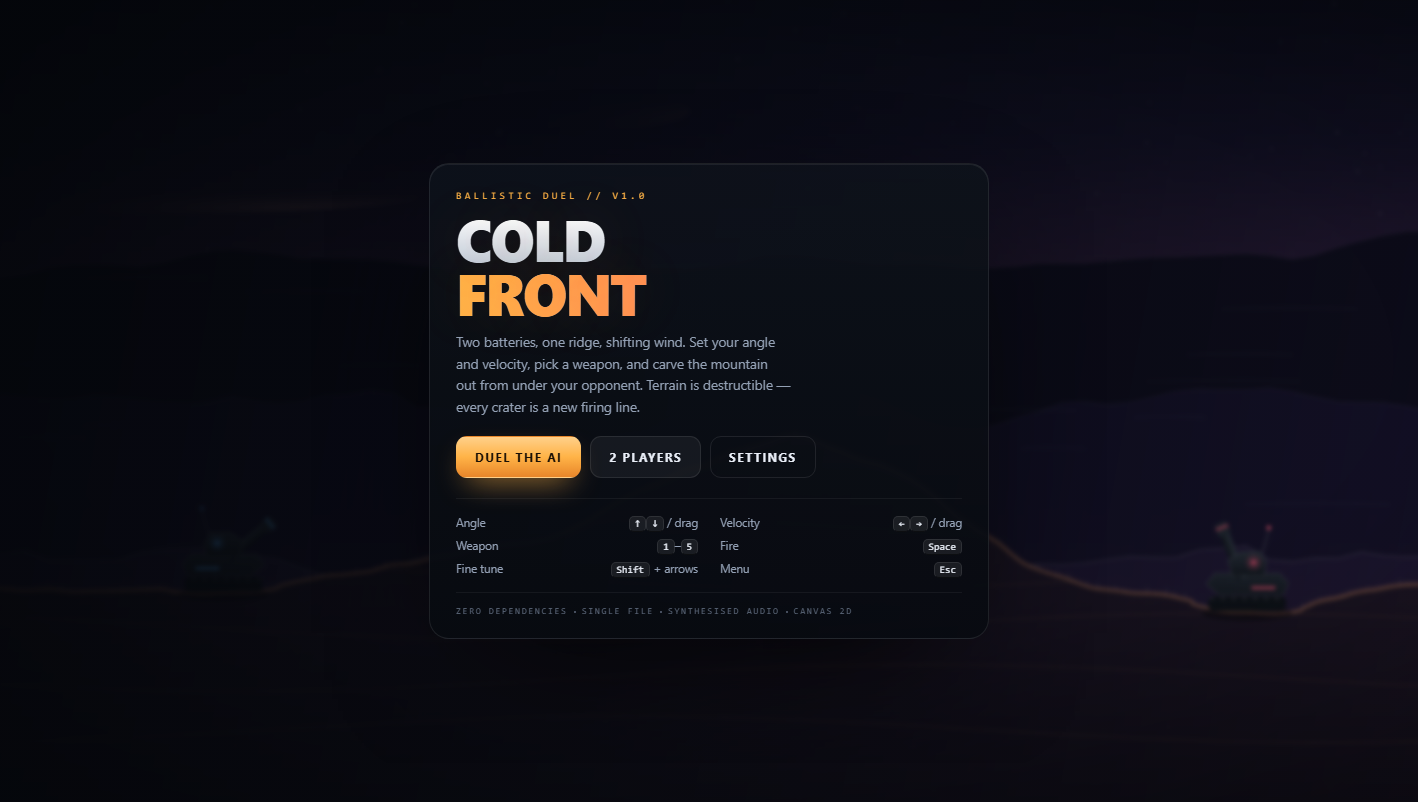 BALLISTIC DUEL // V1.0
COLD
FRONT
Two batteries, one ridge, shifting wind. Set your angle
and velocity, pick a weapon, and carve the mountain
out from under your opponent. Terrain is destructible —
every crater is a new firing line.
DUEL THE AI 2 PLAYERS SETTINGS
Angle ↑ ↓ / drag Velocity ← → / drag
Weapon 1–5 Fire Space
Fine tune Shift + arrows Menu Esc
ZERO DEPENDENCIES • SINGLE FILE • SYNTHESISED AUDIO • CANVAS 2D